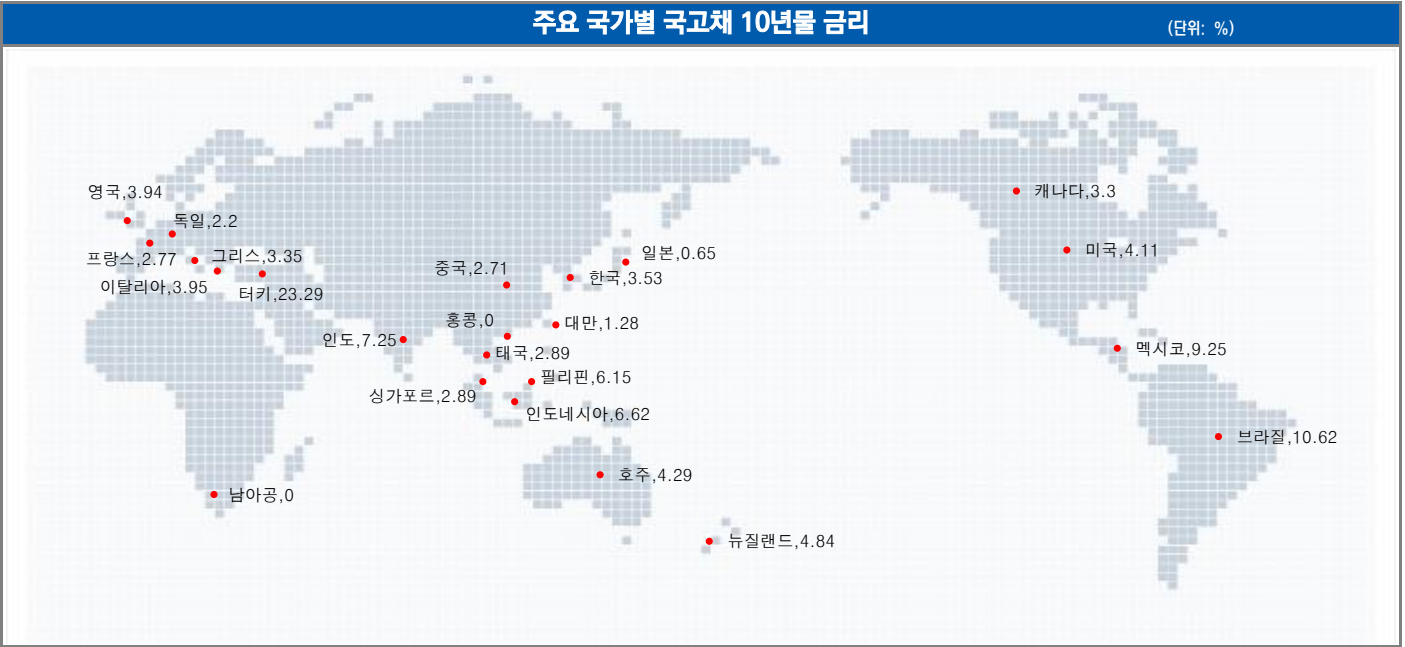 주요 국가별 국고채 10년물 금리
(단위: %)
영국,3.94
독일,2.2
프랑스,2.77
그리스,3.35
이탈리아,3.95
터키,23.29
중국,2.71
일본,0.65
한국,3.53
홍콩,0
대만,1.28
인도,7.25
태국,2.89
필리핀,6.15
싱가포르,2.89
인도네시아,6.62
호주,4.29
남아공,0
뉴질랜드,4.84
캐나다,3.3
미국,4.11
멕시코,9.25
브라질,10.62